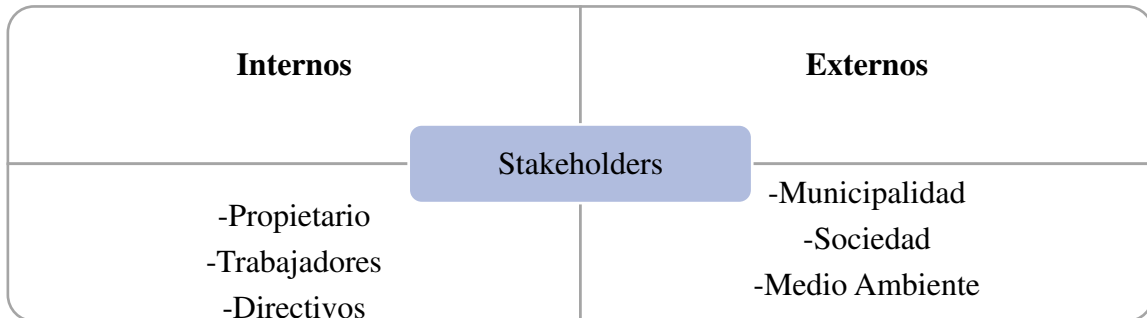 Internos
Externos
Stakeholders
-Propietario
-Trabajadores
-Directivos
-Municipalidad
-Sociedad
-Medio Ambiente